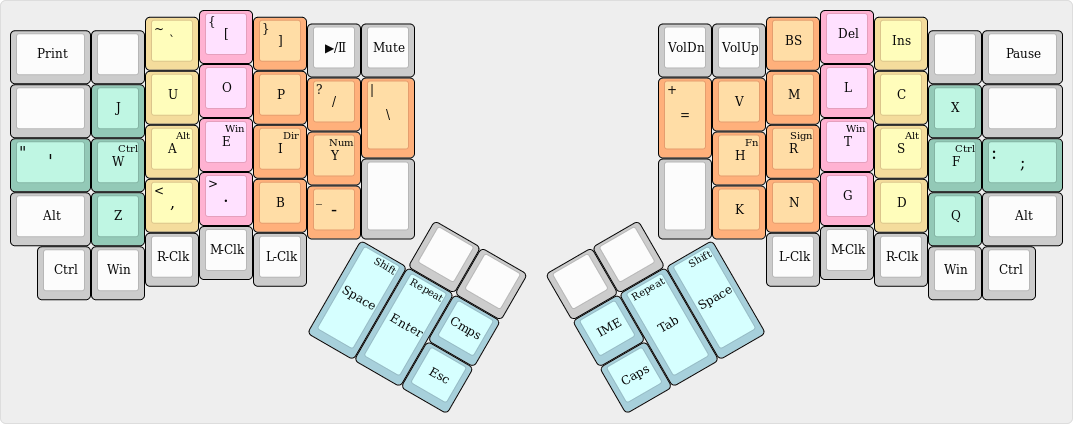 Print
~ `
{ [
} ]
▶/Ⅱ
Mute
VolDn
VolUp
BS
Del
Ins
Pause
J
U
O
P
? /
| \
+ =
V
M
L
C
X
" '
Ctrl W
Alt A
Win E
Dir I
Num Y
Fn H
Sign R
Win T
Alt S
Ctrl F
: ;
Alt
Z
< ,
> .
B
_ -
K
N
G
D
Q
Alt
Ctrl
Win
R-Clk
M-Clk
L-Clk
L-Clk
M-Clk
R-Clk
Win
Ctrl
Shift
Space
Repeat
Enter
Cmps
Esc
IME
Caps
Repeat
Tab
Shift
Space